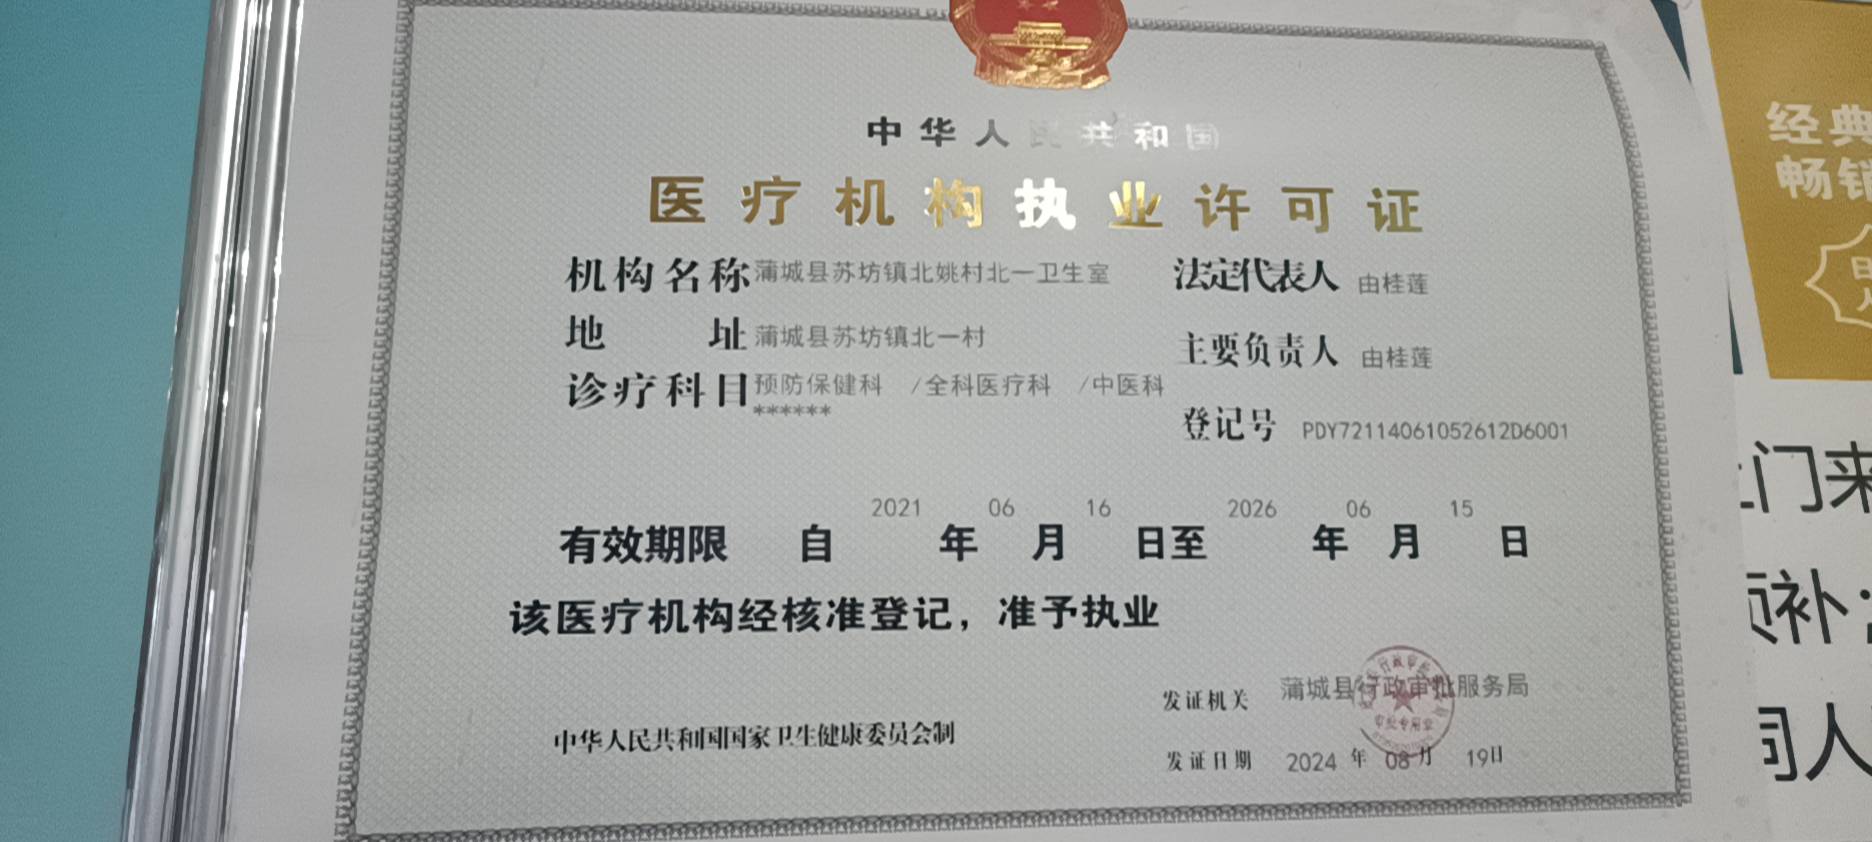 中华人民共和国
医疗机构执业许可证
机构名称 蒲城县苏坊镇北姚村北一卫生室
地址 蒲城县苏坊镇北一村
诊疗科目 预防保健科 /全科医疗科 /中医科
******
法定代表人 由桂莲
主要负责人 由桂莲
登记号 PDY72114061052612D6001
有效期限 自 2021 年 06 月 16 日至 2026 年 06 月 15 日
该医疗机构经核准登记，准予执业
中华人民共和国国家卫生健康委员会制
发证机关 蒲城县行政审批服务局
发证日期 2024 年 08 月 19 日
审批专用章
经典
畅销
门来
补
同人